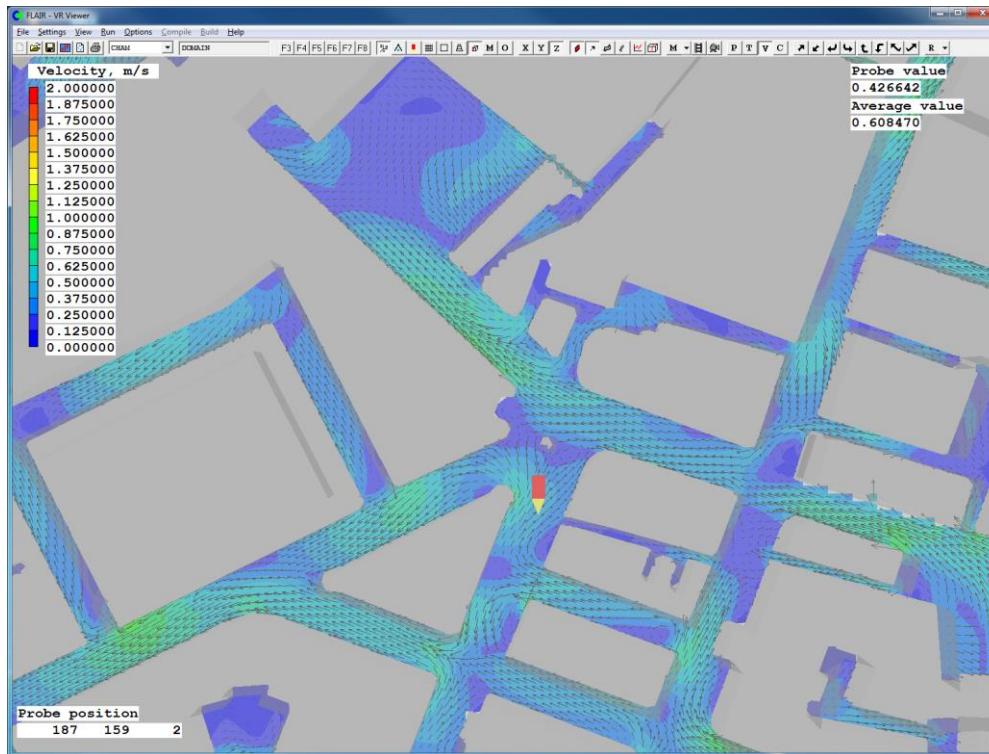 FLAIR - VR Viewer
File Settings View Run Options Compile Build Help
CHAM DOMAIN F3 F4 F5 F6 F7 F8 M O X Y Z M P T V C R
Velocity, m/s
2.000000
1.875000
1.750000
1.625000
1.500000
1.375000
1.250000
1.125000
1.000000
0.875000
0.750000
0.625000
0.500000
0.375000
0.250000
0.125000
0.000000
Probe value
0.426642
Average value
0.608470
Probe position
187 159 2